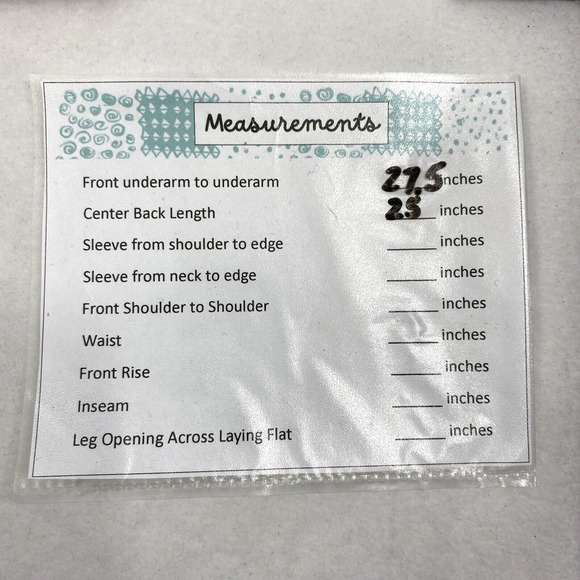 Measurements
Front underarm to underarm 27.5 inches
Center Back Length 25 inches
Sleeve from shoulder to edge ______ inches
Sleeve from neck to edge ______ inches
Front Shoulder to Shoulder ______ inches
Waist ______ inches
Front Rise ______ inches
Inseam ______ inches
Leg Opening Across Laying Flat ______ inches